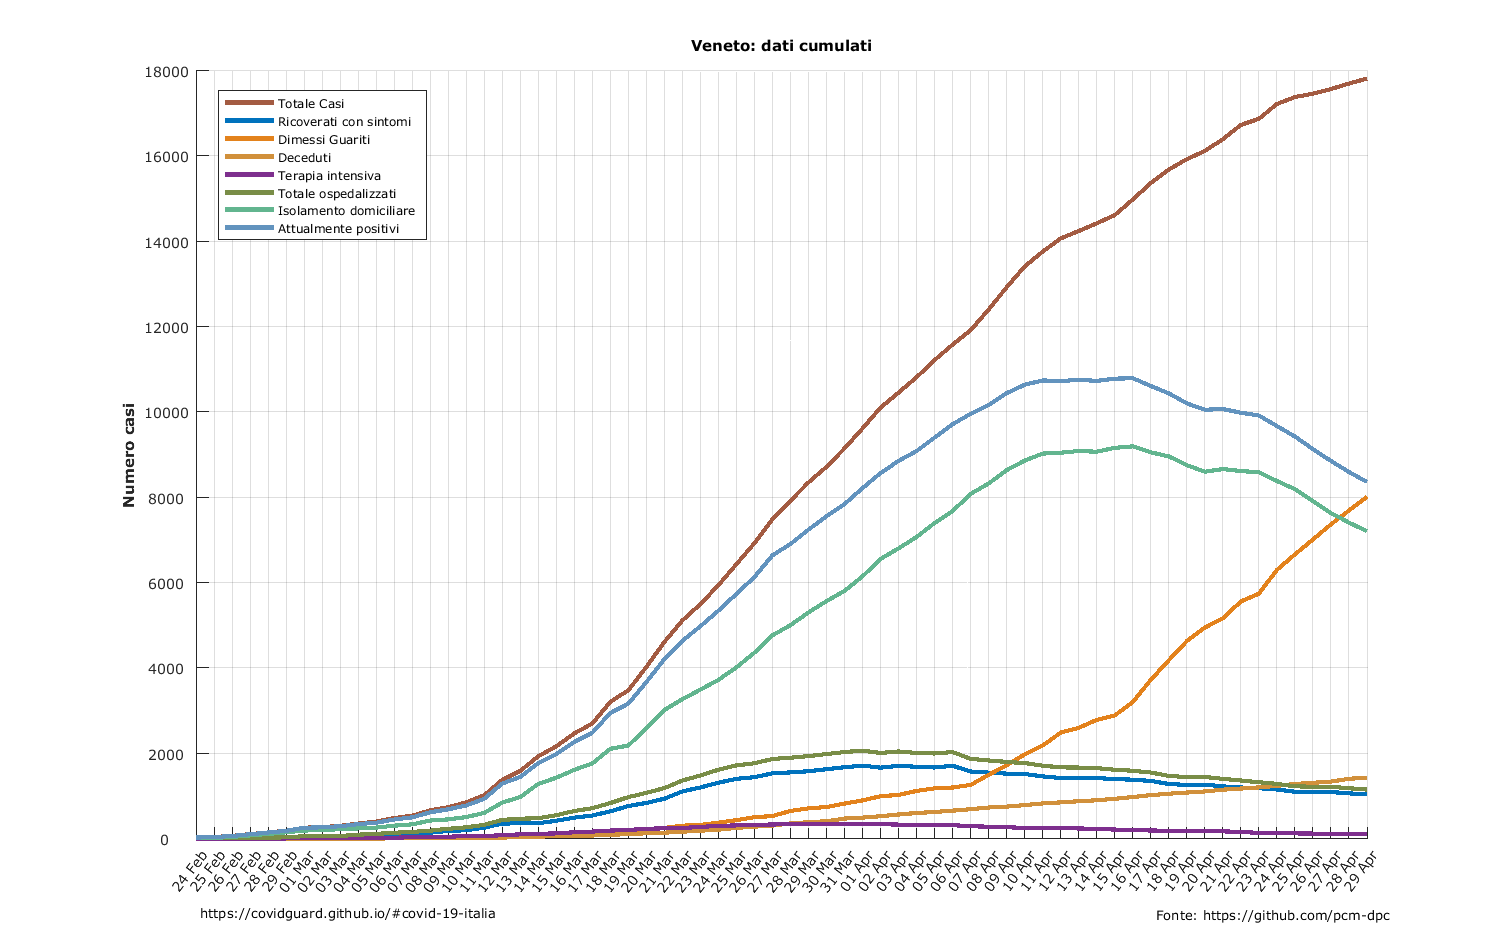 Veneto: dati cumulati
Numero casi
18000
16000
14000
12000
10000
8000
6000
4000
2000
0
Totale Casi
Ricoverati con sintomi
Dimessi Guariti
Deceduti
Terapia intensiva
Totale ospedalizzati
Isolamento domiciliare
Attualmente positivi
24 Feb
25 Feb
26 Feb
27 Feb
28 Feb
29 Feb
01 Mar
02 Mar
03 Mar
04 Mar
05 Mar
06 Mar
07 Mar
08 Mar
09 Mar
10 Mar
11 Mar
12 Mar
13 Mar
14 Mar
15 Mar
16 Mar
17 Mar
18 Mar
19 Mar
20 Mar
21 Mar
22 Mar
23 Mar
24 Mar
25 Mar
26 Mar
27 Mar
28 Mar
29 Mar
30 Mar
31 Mar
01 Apr
02 Apr
03 Apr
04 Apr
05 Apr
06 Apr
07 Apr
08 Apr
09 Apr
10 Apr
11 Apr
12 Apr
13 Apr
14 Apr
15 Apr
16 Apr
17 Apr
18 Apr
19 Apr
20 Apr
21 Apr
22 Apr
23 Apr
24 Apr
25 Apr
26 Apr
27 Apr
28 Apr
29 Apr
https://covidguard.github.io/#covid-19-italia
Fonte: https://github.com/pcm-dpc